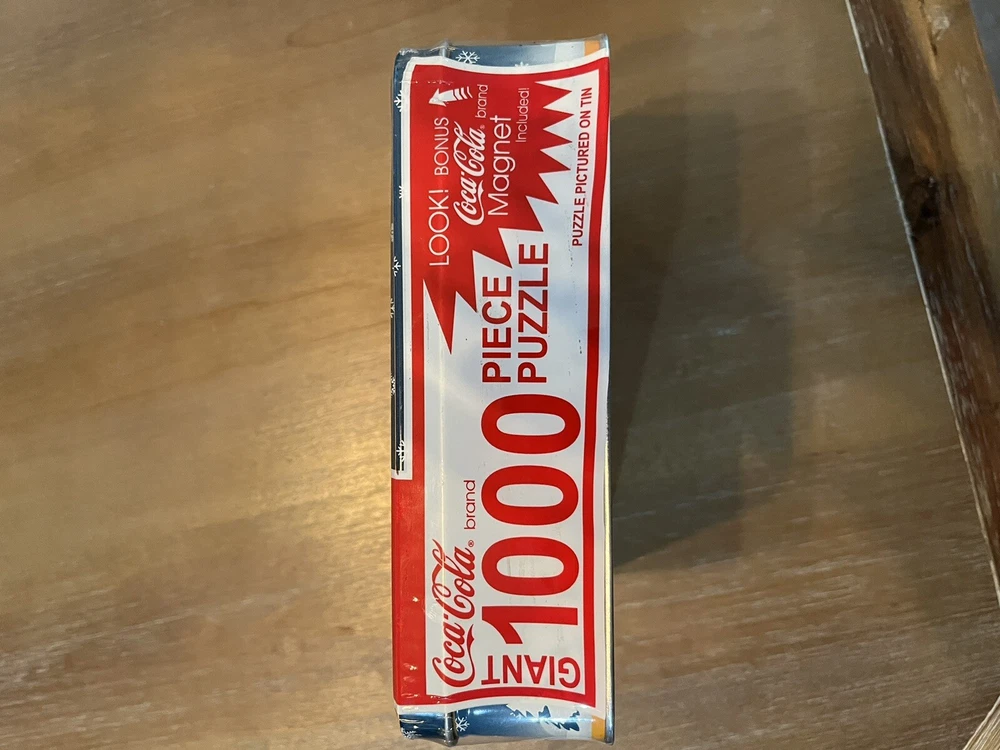 Coca-Cola® brand
GIANT
1000
PIECE
PUZZLE
LOOK! BONUS
Coca-Cola® brand
Magnet
Included!
PUZZLE PICTURED ON TIN